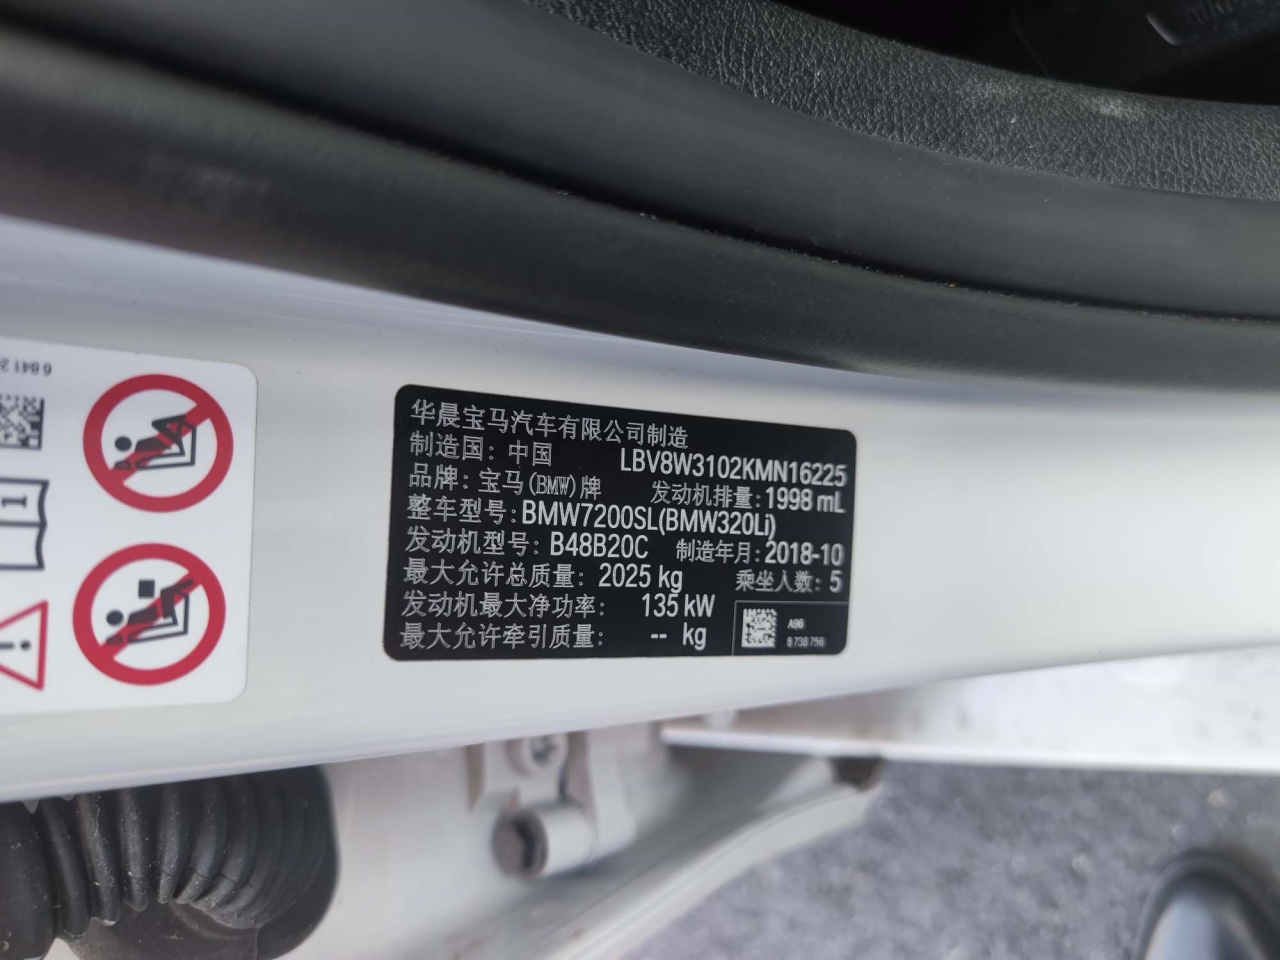 华晨宝马汽车有限公司制造
制造国：中国 LBV8W3102KMN16225
品牌：宝马(BMW)牌 发动机排量：1998 mL
整车型号：BMW7200SL(BMW320Li)
发动机型号：B48B20C 制造年月：2018-10
最大允许总质量：2025 kg 乘坐人数：5
发动机最大净功率：135 kW
最大允许牵引质量：-- kg
A96
8 738 756